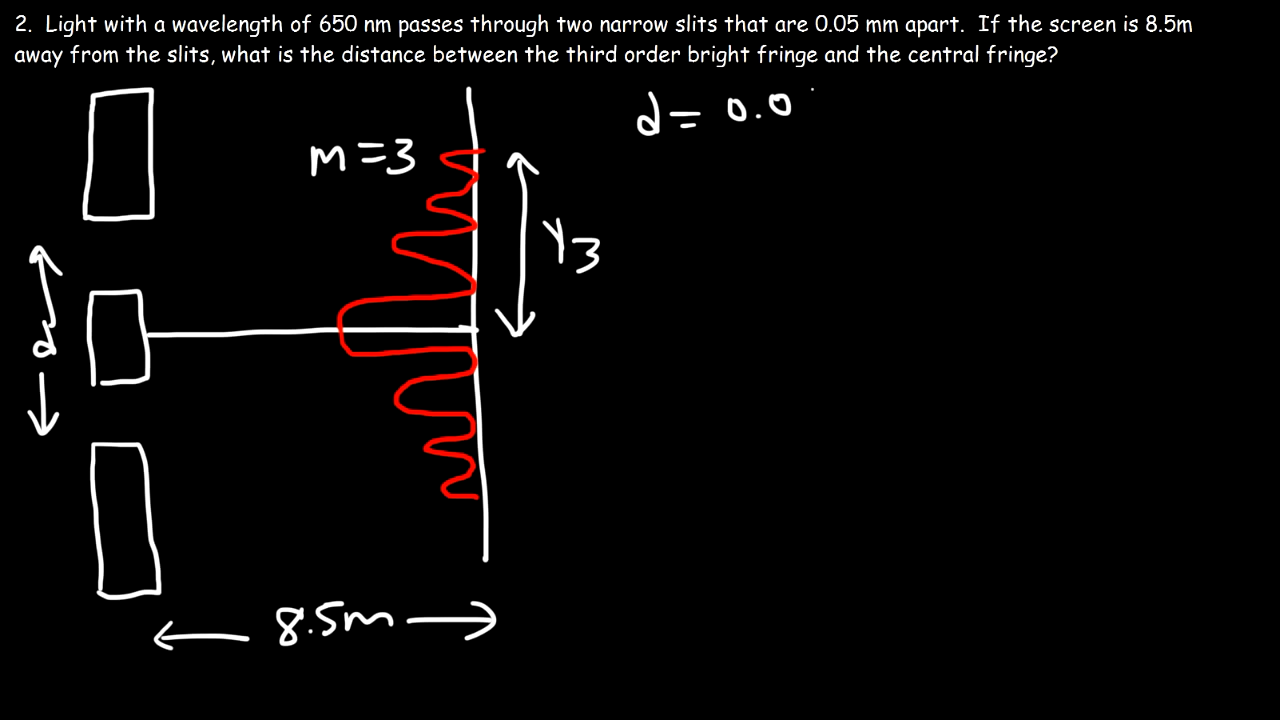 2. Light with a wavelength of 650 nm passes through two narrow slits that are 0.05 mm apart. If the screen is 8.5m
away from the slits, what is the distance between the third order bright fringe and the central fringe?
d = 0.0
m = 3
Y3
d
8.5m